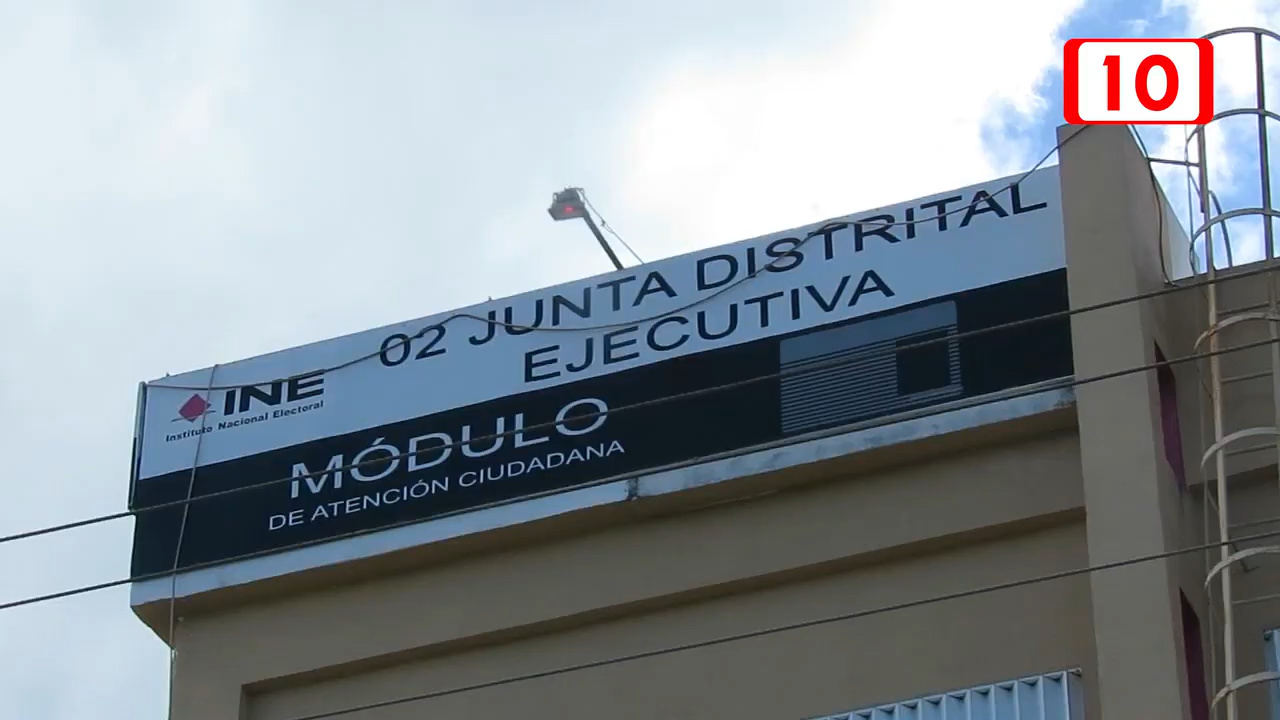 10
02 JUNTA DISTRITAL
EJECUTIVA
INE
Instituto Nacional Electoral
MÓDULO
DE ATENCIÓN CIUDADANA